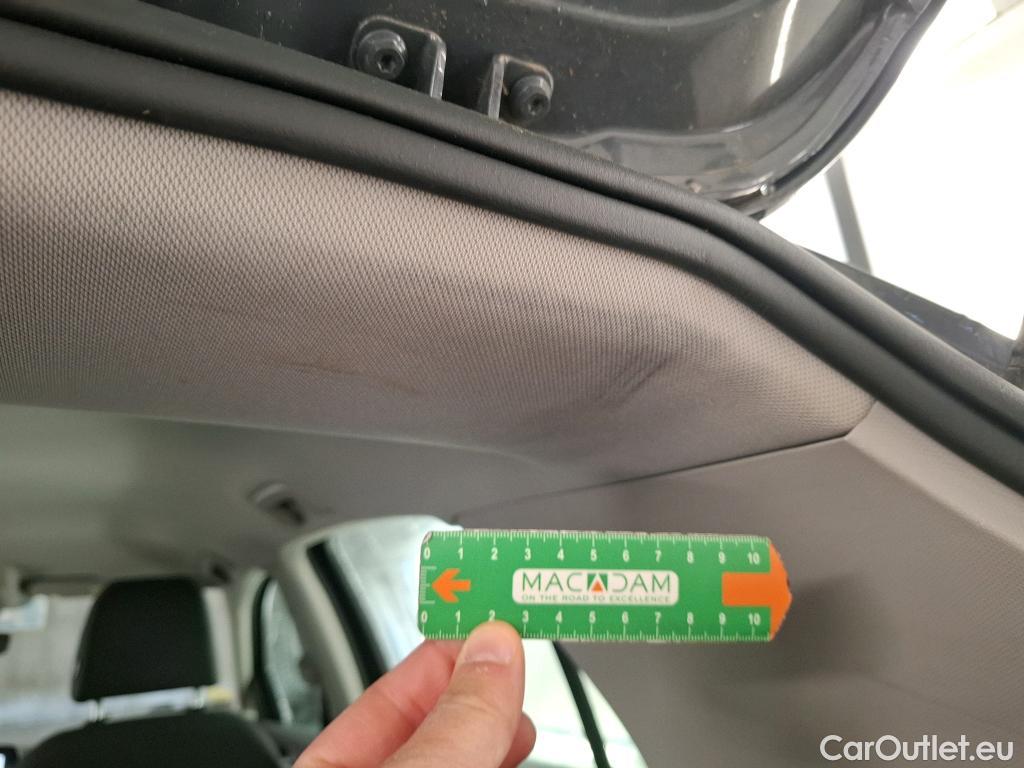 0 1 2 3 4 5 6 7 8 9 10
MACADAM
ON THE ROAD TO EXCELLENCE
0 1 2 3 4 5 6 7 8 9 10
CarOutlet.eu